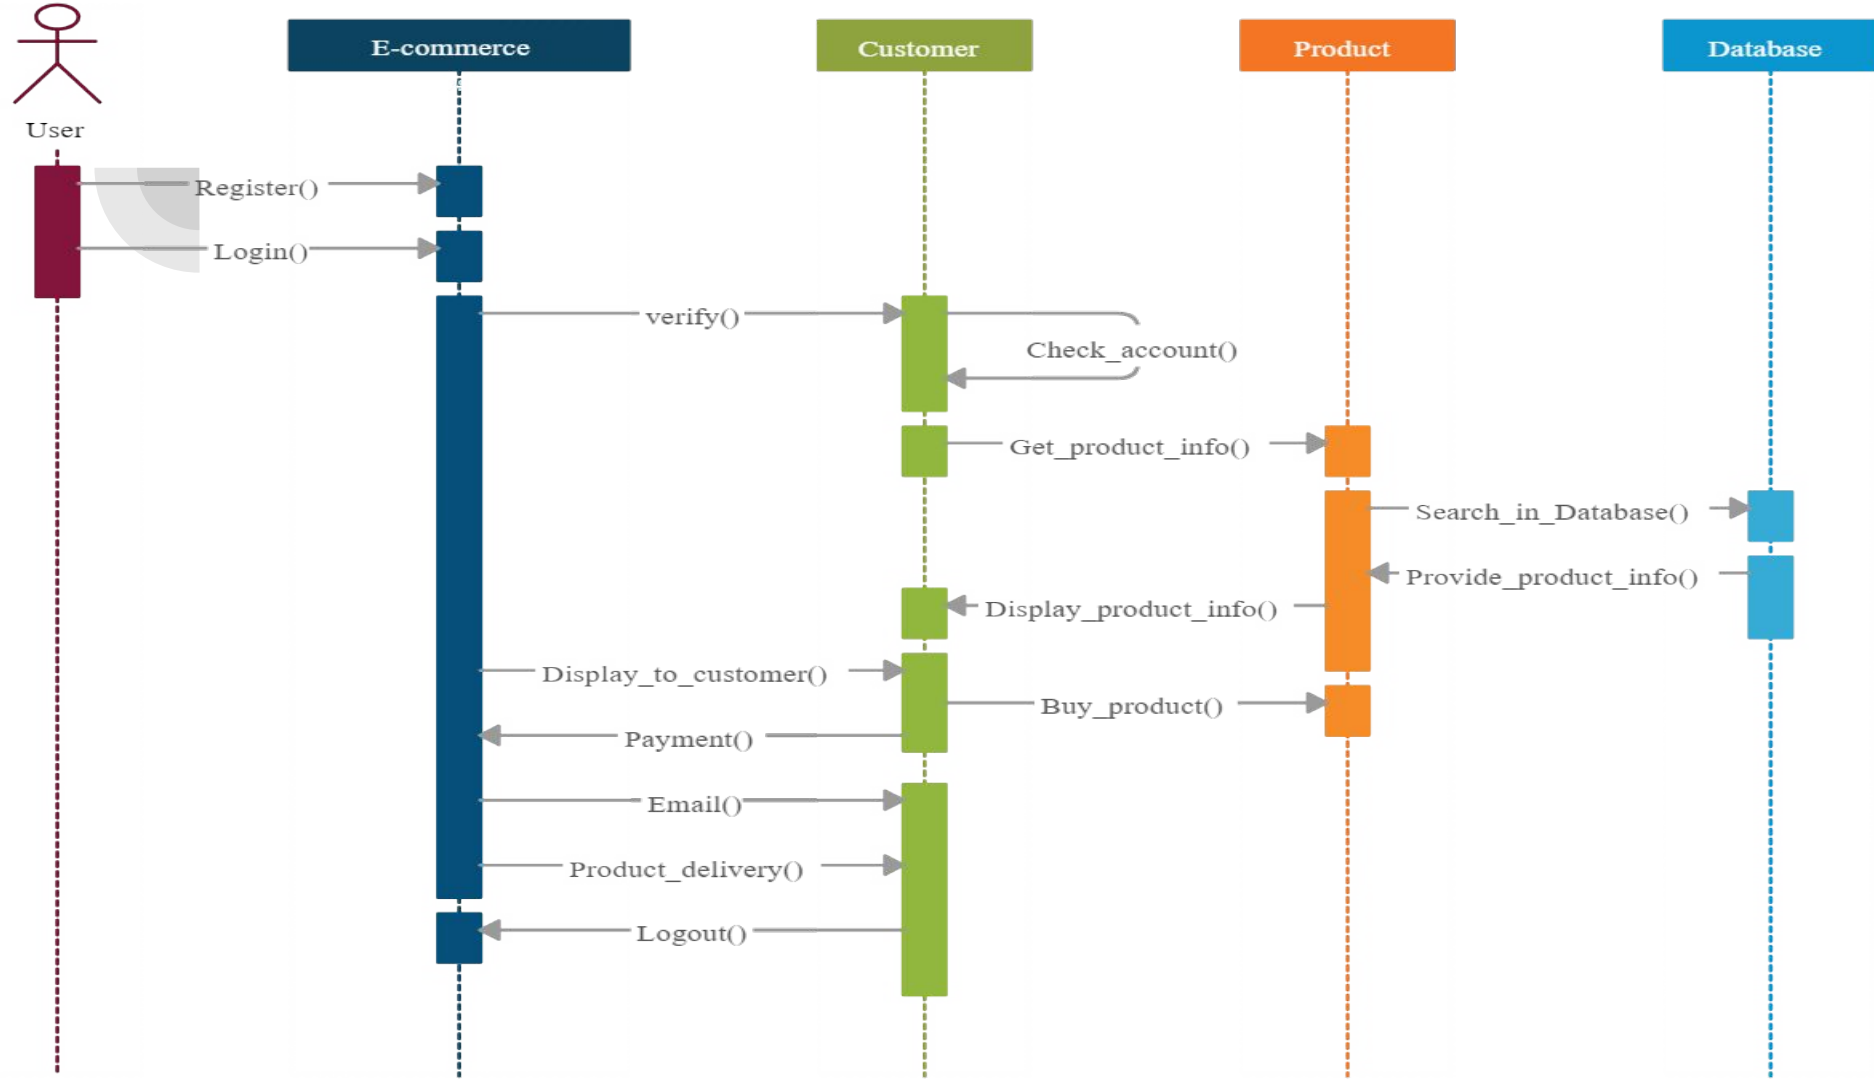 E-commerce
Customer
Product
Database
User
Register()
Login()
verify()
Check_account()
Get_product_info()
Search_in_Database()
Provide_product_info()
Display_product_info()
Display_to_customer()
Buy_product()
Payment()
Email()
Product_delivery()
Logout()